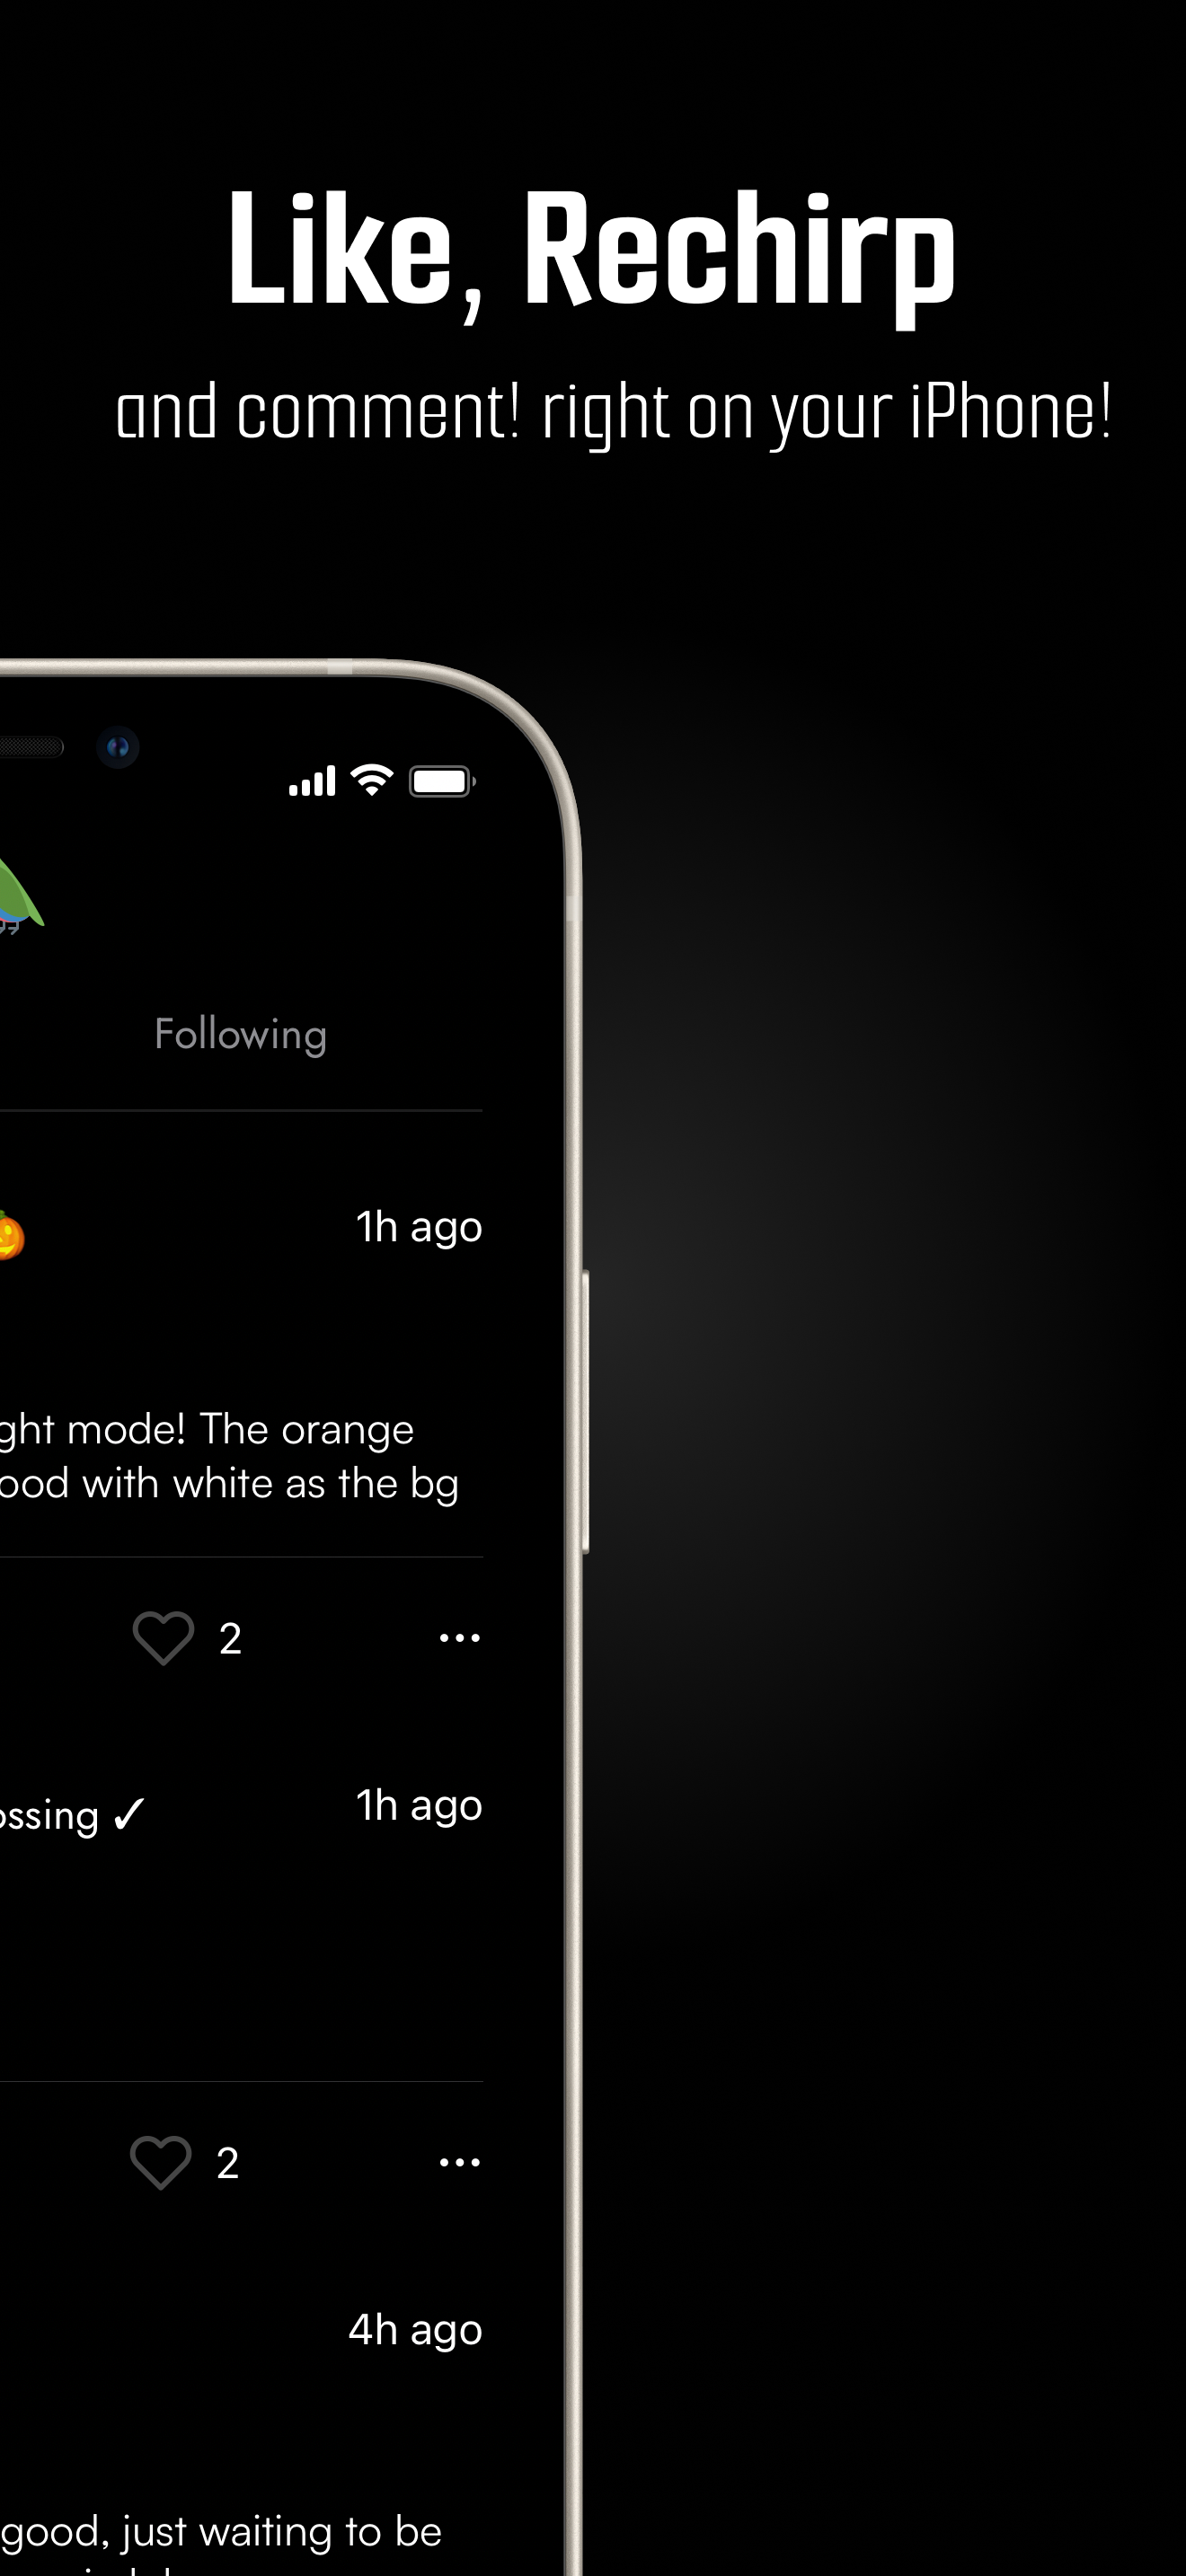 Like, Rechirp
and comment! right on your iPhone!
Following
🎃 1h ago
ght mode! The orange
ood with white as the bg
2 •••
ossing ✓ 1h ago
2 •••
4h ago
good, just waiting to be